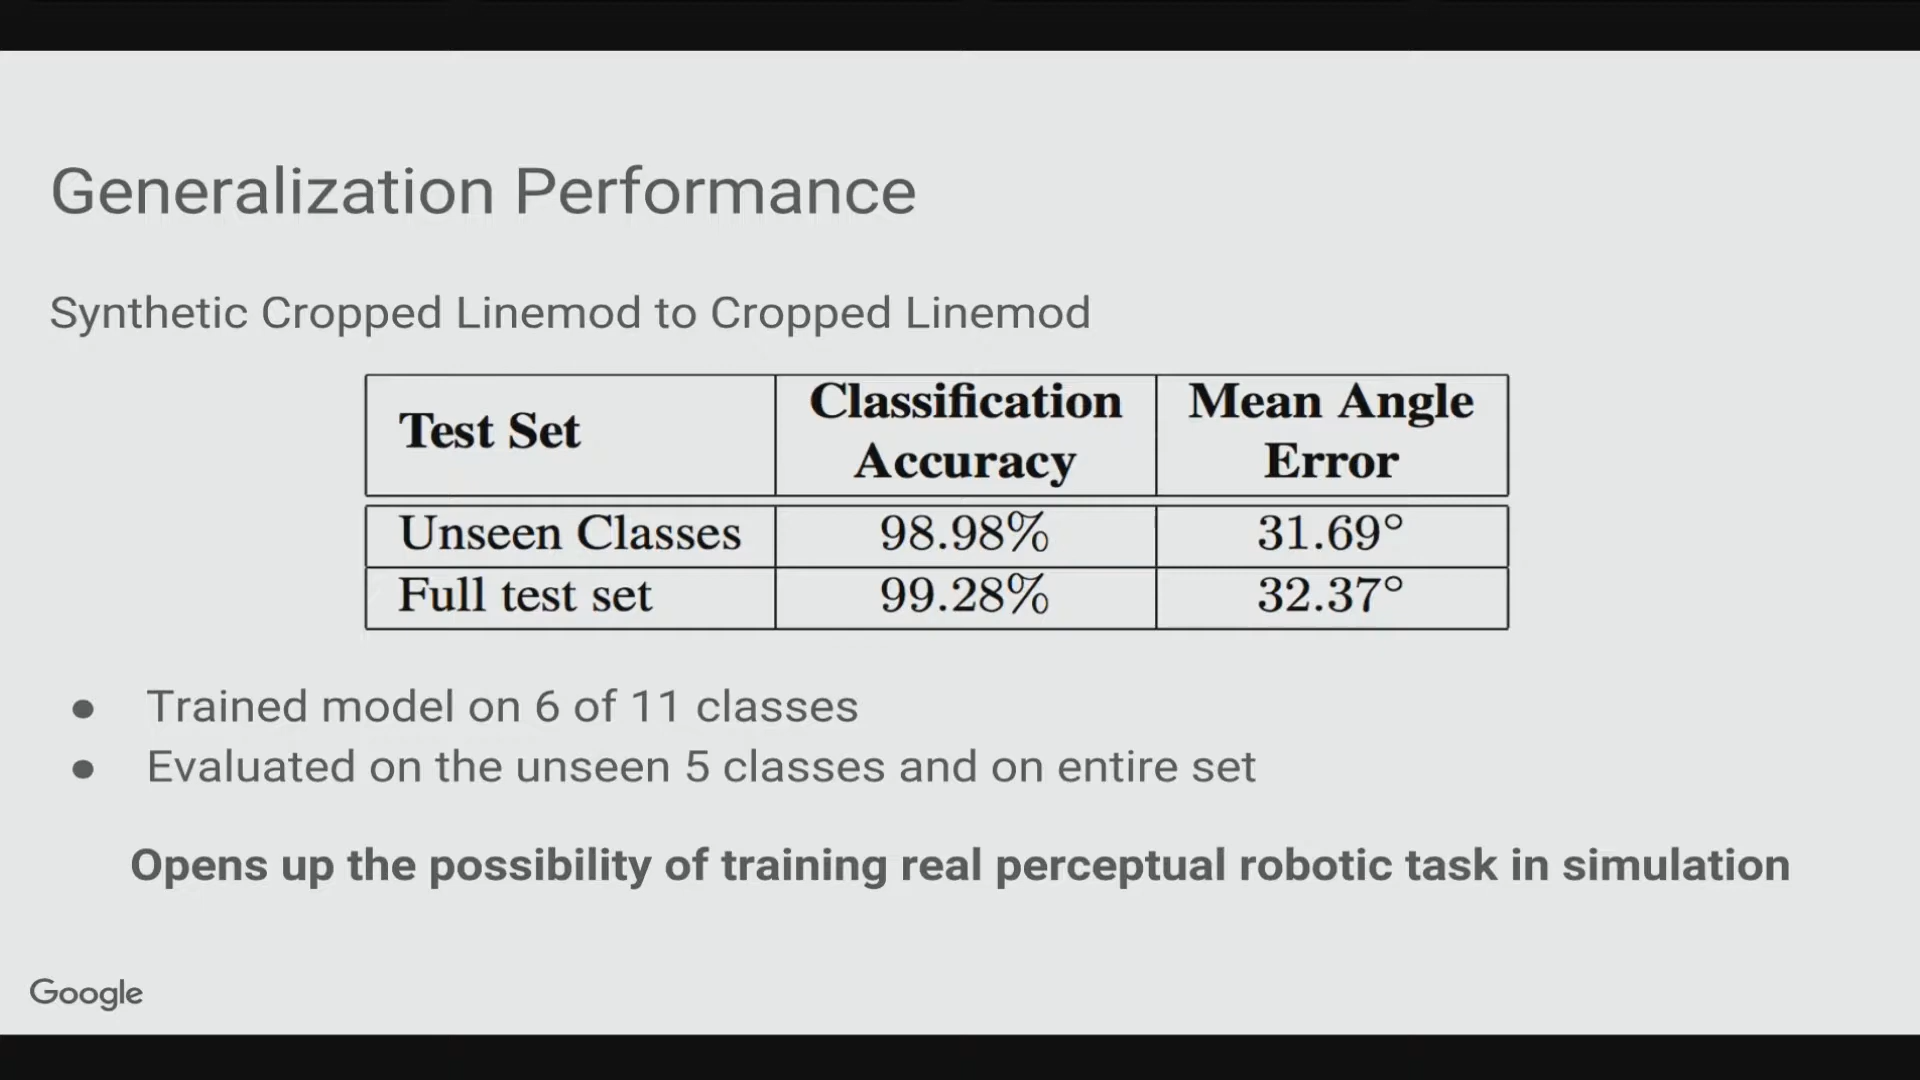 Generalization Performance
Synthetic Cropped Linemod to Cropped Linemod
Test Set
Classification Accuracy
Mean Angle Error
Unseen Classes 98.98% 31.69°
Full test set 99.28% 32.37°
● Trained model on 6 of 11 classes
● Evaluated on the unseen 5 classes and on entire set
Opens up the possibility of training real perceptual robotic task in simulation
Google